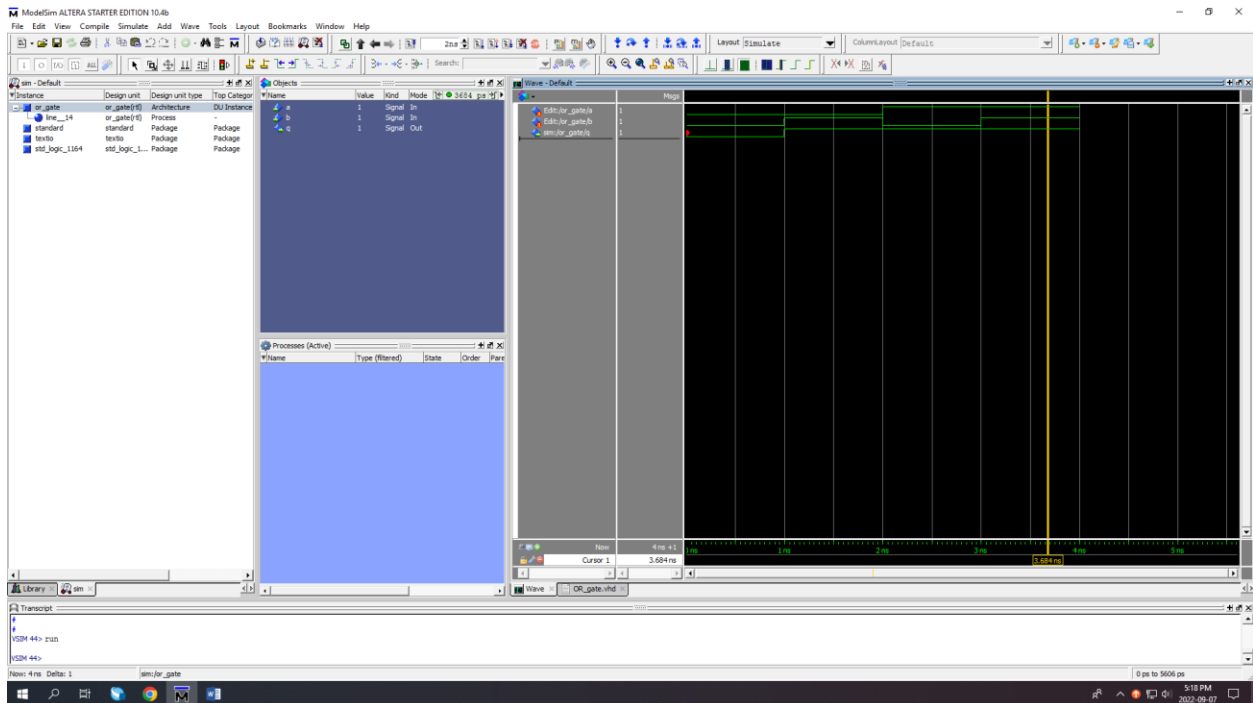 ModelSim ALTERA STARTER EDITION 10.4b
File Edit View Compile Simulate Add Wave Tools Layout Bookmarks Window Help
2ns
Layout Simulate
ColumnLayout Default
Search:
sim - Default
Instance Design unit Design unit type Top Categor
or_gate or_gate(rtl) Architecture DU Instance
line__14 or_gate(rtl) Process -
standard standard Package Package
textio textio Package Package
std_logic_1164 std_logic_1... Package Package
Library sim
Objects
Name Value Kind Mode 3684 ps
a 1 Signal In
b 1 Signal In
q 1 Signal Out
Processes (Active)
Name Type (filtered) State Order Pare
Wave - Default
Msgs
Edit:/or_gate/a 1
Edit:/or_gate/b 1
sim:/or_gate/q 1
Now 4 ns +1
1 ns 2 ns 3 ns 4 ns 5 ns
Cursor 1 3.684 ns
3.684 ns
Wave OR_gate.vhd
Transcript
#
#
VSIM 44> run
VSIM 44>
Now: 4 ns Delta: 1 sim:/or_gate 0 ps to 5606 ps
5:18 PM
2022-09-07